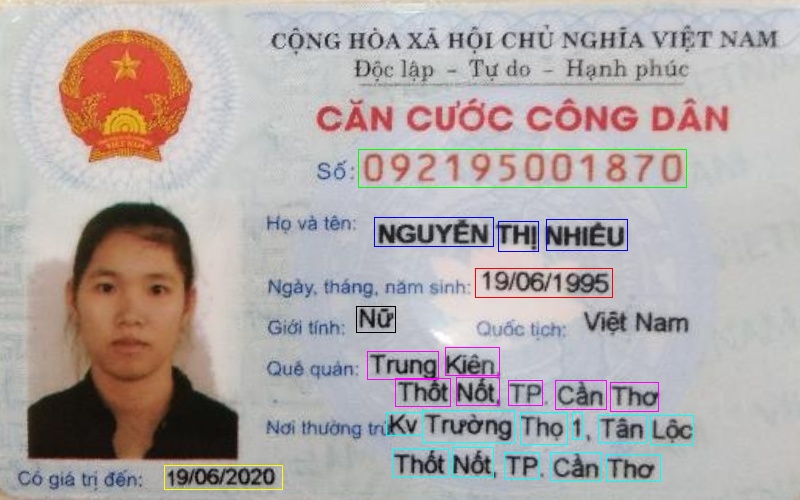 CỘNG HÒA XÃ HỘI CHỦ NGHĨA VIỆT NAM
Độc lập - Tự do - Hạnh phúc
CĂN CƯỚC CÔNG DÂN
Số: 092195001870
Họ và tên: NGUYỄN THỊ NHIỀU
Ngày, tháng, năm sinh: 19/06/1995
Giới tính: Nữ Quốc tịch: Việt Nam
Quê quán: Trung Kiên,
Thốt Nốt, TP. Cần Thơ
Nơi thường trú: Kv Trường Thọ 1, Tân Lộc
Thốt Nốt, TP. Cần Thơ
Có giá trị đến: 19/06/2020